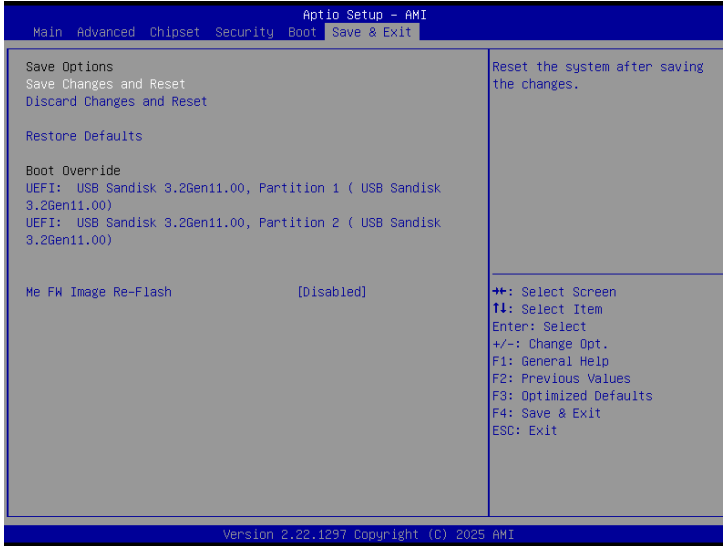 Aptio Setup - AMI
Main Advanced Chipset Security Boot Save & Exit
Save Options
Save Changes and Reset
Discard Changes and Reset
Restore Defaults
Boot Override
UEFI: USB Sandisk 3.2Gen11.00, Partition 1 ( USB Sandisk
3.2Gen11.00)
UEFI: USB Sandisk 3.2Gen11.00, Partition 2 ( USB Sandisk
3.2Gen11.00)
Me FW Image Re-Flash [Disabled]
Reset the system after saving
the changes.
→←: Select Screen
↑↓: Select Item
Enter: Select
+/-: Change Opt.
F1: General Help
F2: Previous Values
F3: Optimized Defaults
F4: Save & Exit
ESC: Exit
Version 2.22.1297 Copyright (C) 2025 AMI